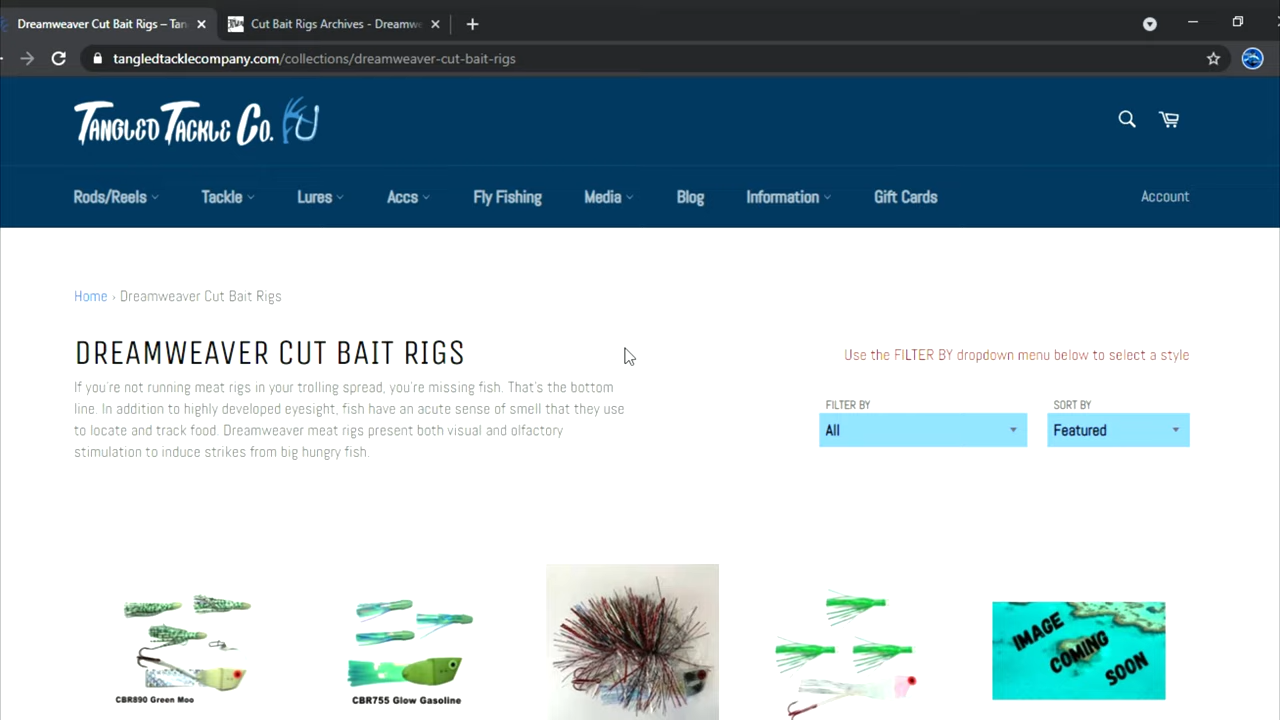 Dreamweaver Cut Bait Rigs – Tan
Cut Bait Rigs Archives - Dreamw
tangledtacklecompany.com/collections/dreamweaver-cut-bait-rigs
TANGLED TACKLE CO.
Rods/Reels Tackle Lures Accs Fly Fishing Media Blog Information Gift Cards Account
Home › Dreamweaver Cut Bait Rigs
DREAMWEAVER CUT BAIT RIGS
If you're not running meat rigs in your trolling spread, you're missing fish. That's the bottom
line. In addition to highly developed eyesight, fish have an acute sense of smell that they use
to locate and track food. Dreamweaver meat rigs present both visual and olfactory
stimulation to induce strikes from big hungry fish.
Use the FILTER BY dropdown menu below to select a style
FILTER BY SORT BY
All Featured
CBR890 Green Moo
CBR755 Glow Gasoline
IMAGE
COMING
SOON